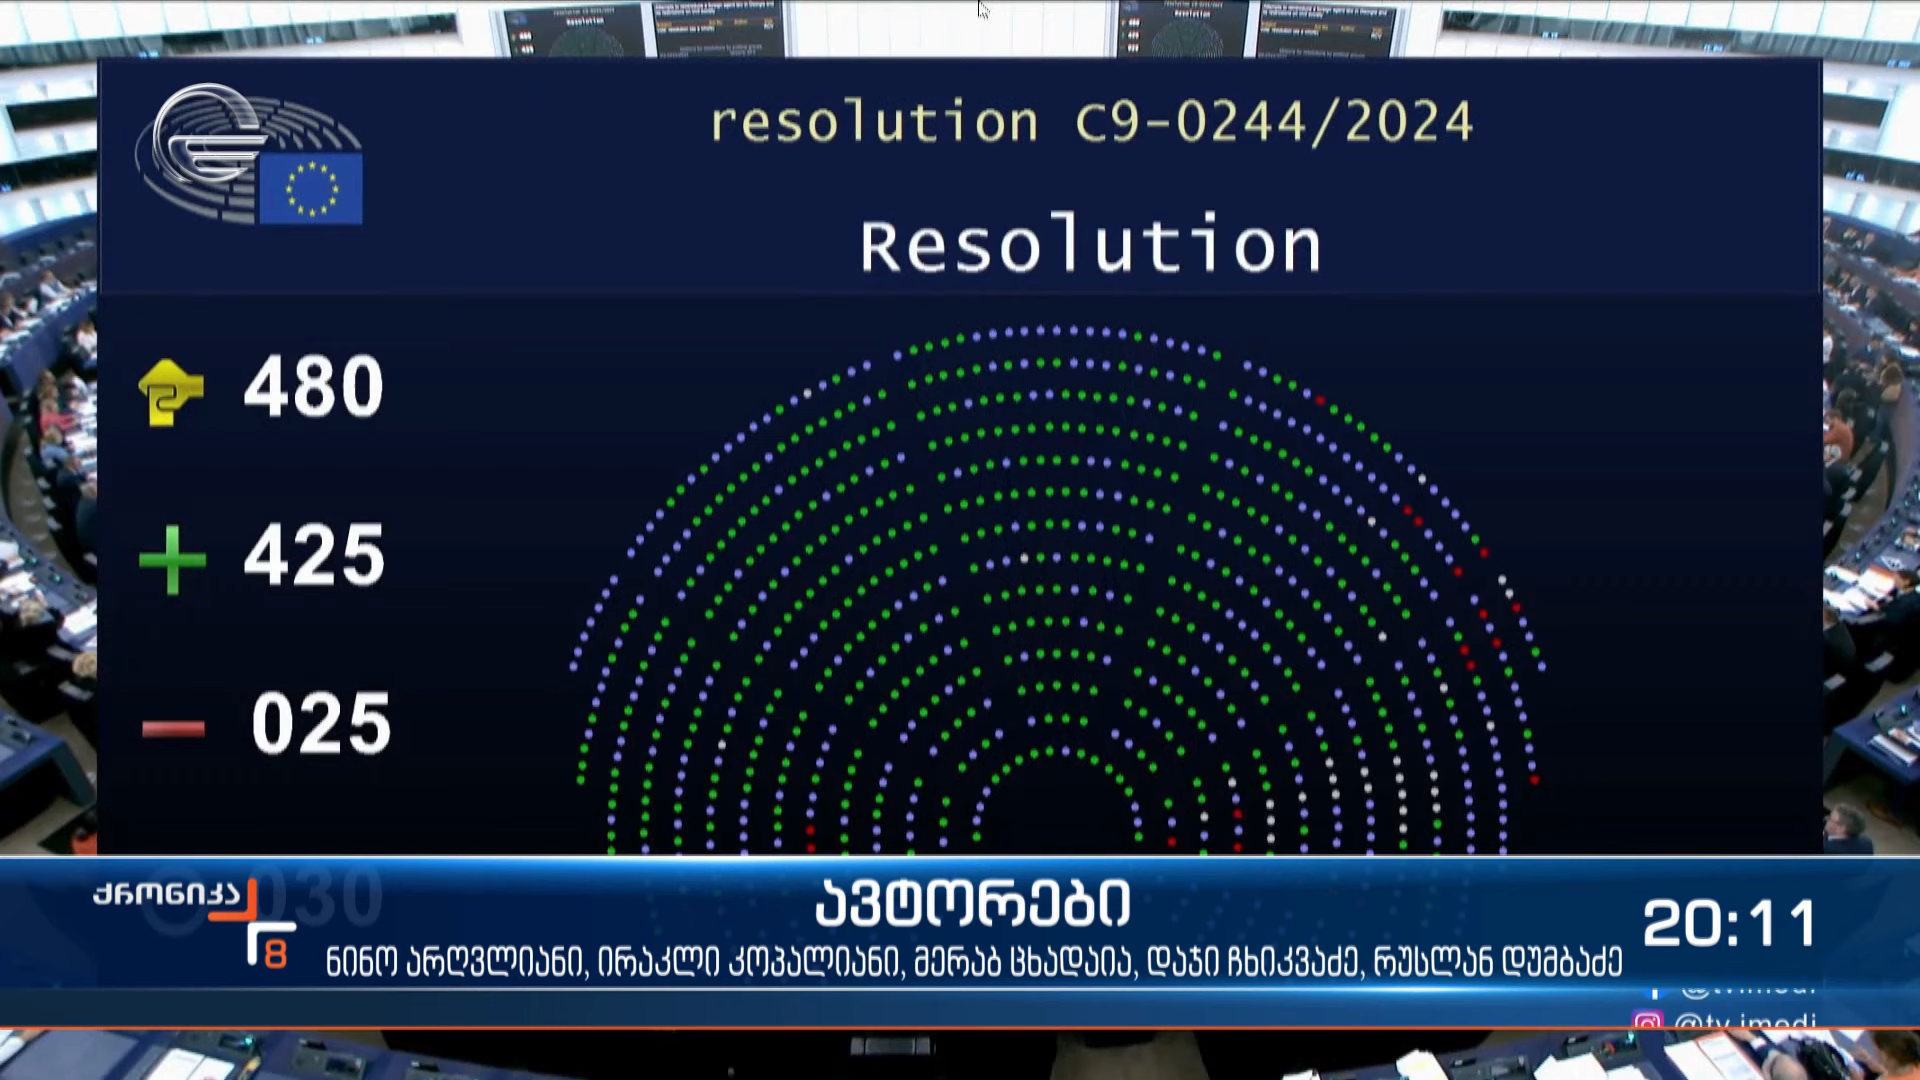 resolution C9-0244/2024
Resolution
480
425
025
030
ქრონიკა
8
ავტორები
ნინო არღვლიანი, ირაკლი კოპალიანი, მერაბ ცხადაია, დაჯი ჩხიკვაძე, რუსლან დუმბაძე
20:11
@tvimedi
@tv imedi